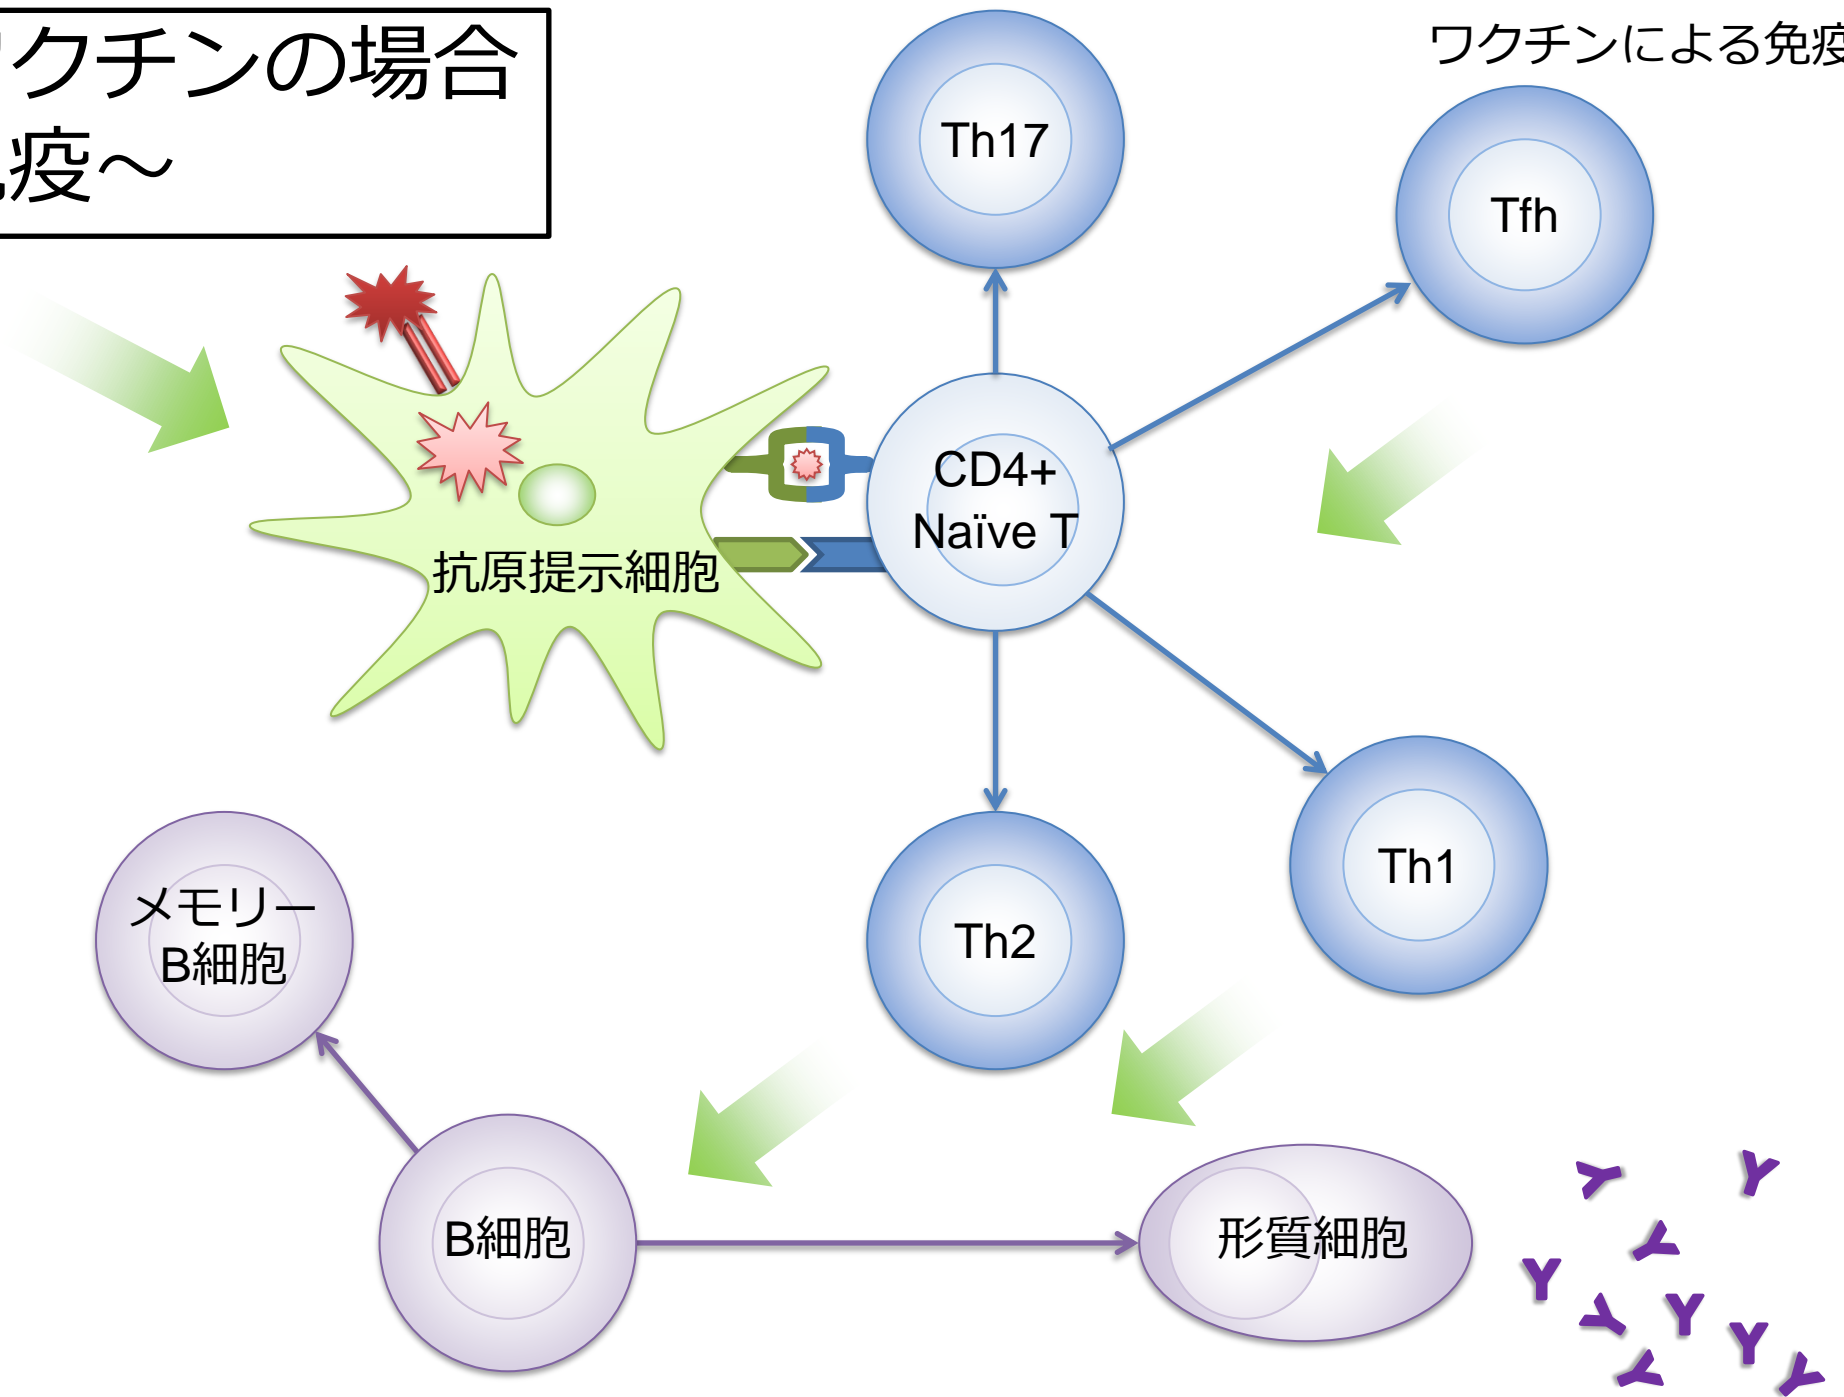 クチンの場合
疫～
ワクチンによる免疫
Th17
Tfh
CD4+
Naïve T
抗原提示細胞
Th1
Th2
メモリー
B細胞
B細胞
形質細胞